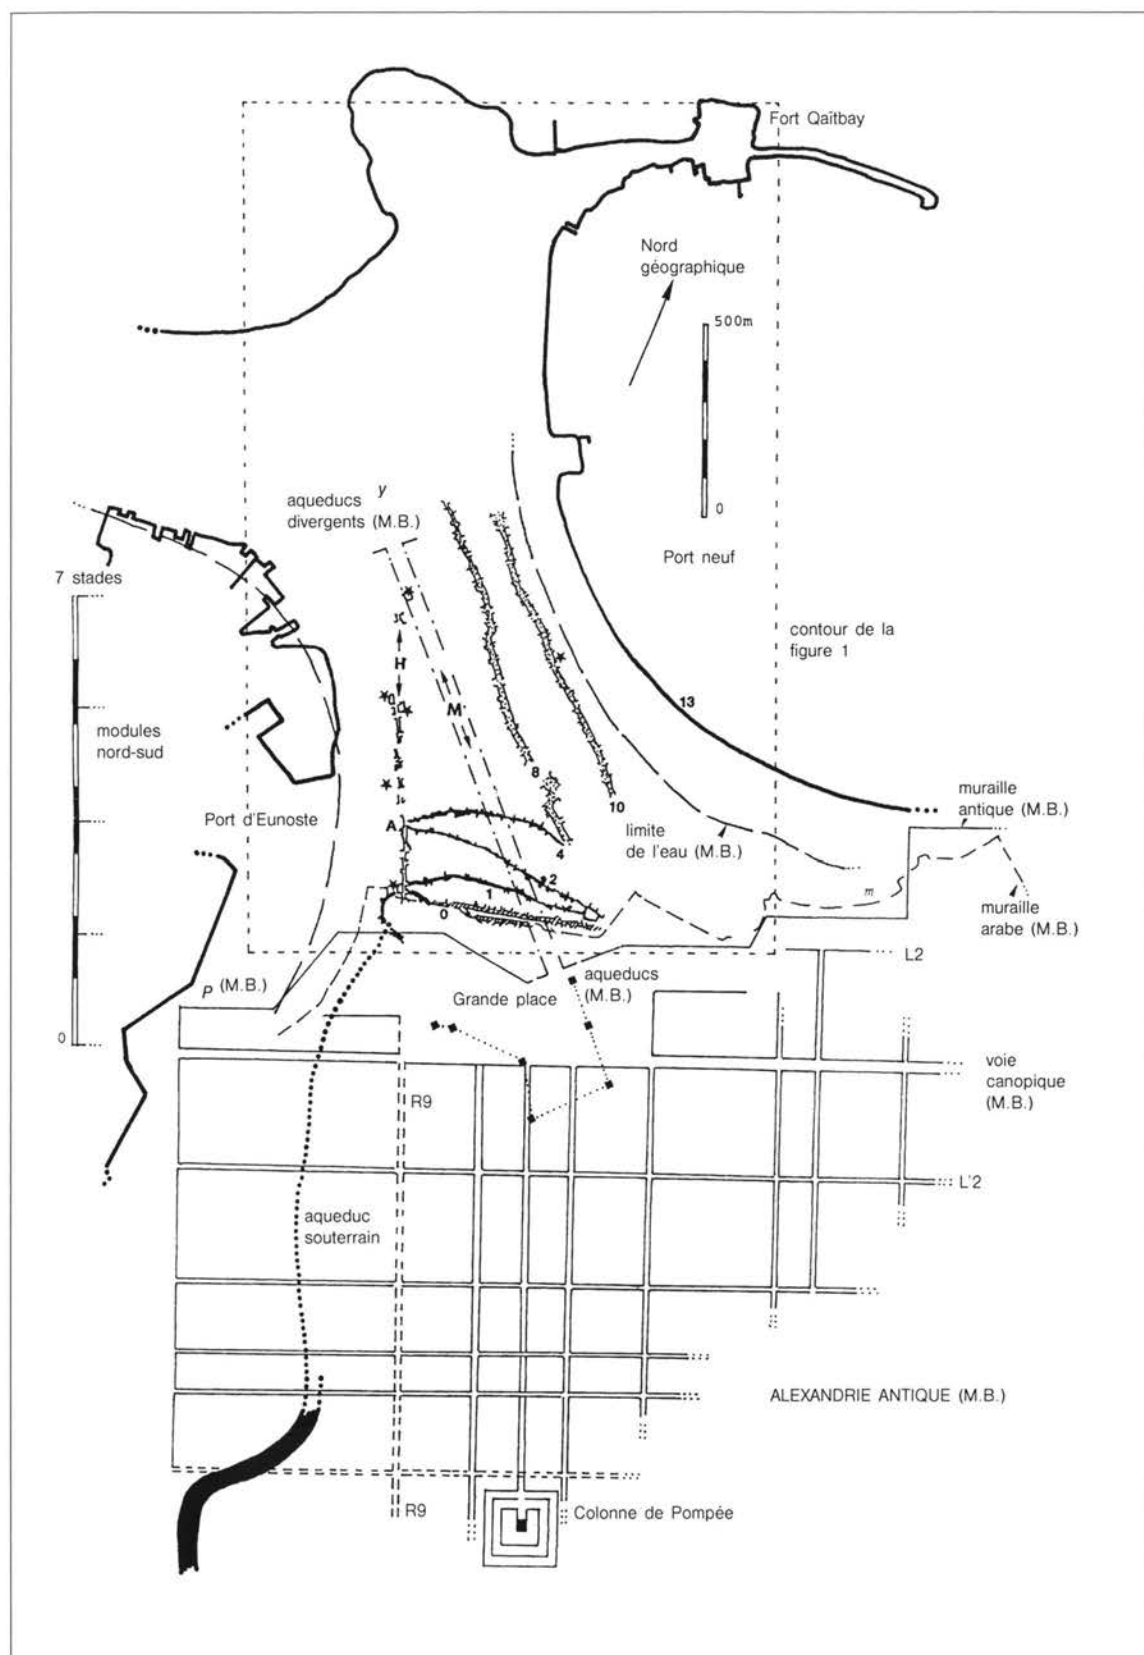 Fort Qaïtbay
Nord
géographique
500m
0
y
aqueducs
divergents (M.B.)
Port neuf
7 stades
contour de la
figure 1
H
M
13
modules
nord-sud
8
10
muraille
antique (M.B.)
Port d'Eunoste
A
limite
de l'eau (M.B.)
4
2
1
m
0
muraille
arabe (M.B.)
L2
P (M.B.)
aqueducs
(M.B.)
Grande place
0
voie
canopique
(M.B.)
R9
L'2
aqueduc
souterrain
ALEXANDRIE ANTIQUE (M.B.)
R9
Colonne de Pompée